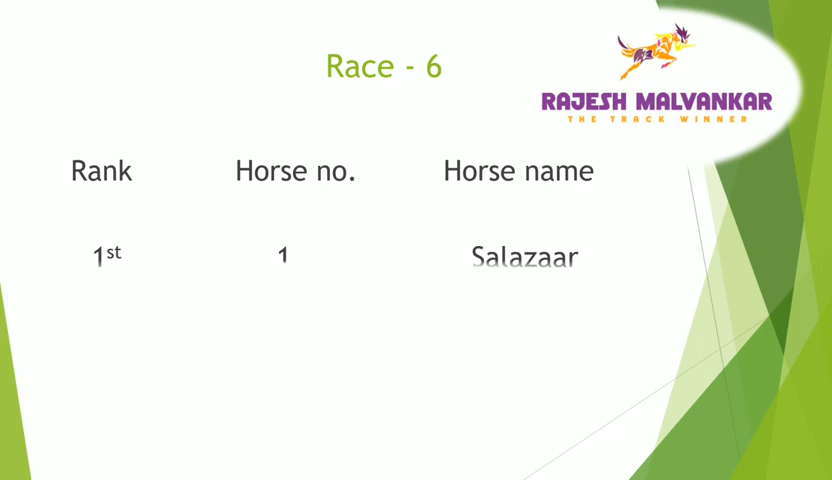 Race - 6
RAJESH MALVANKAR
THE TRACK WINNER
Rank Horse no. Horse name
1st 1 Salazaar